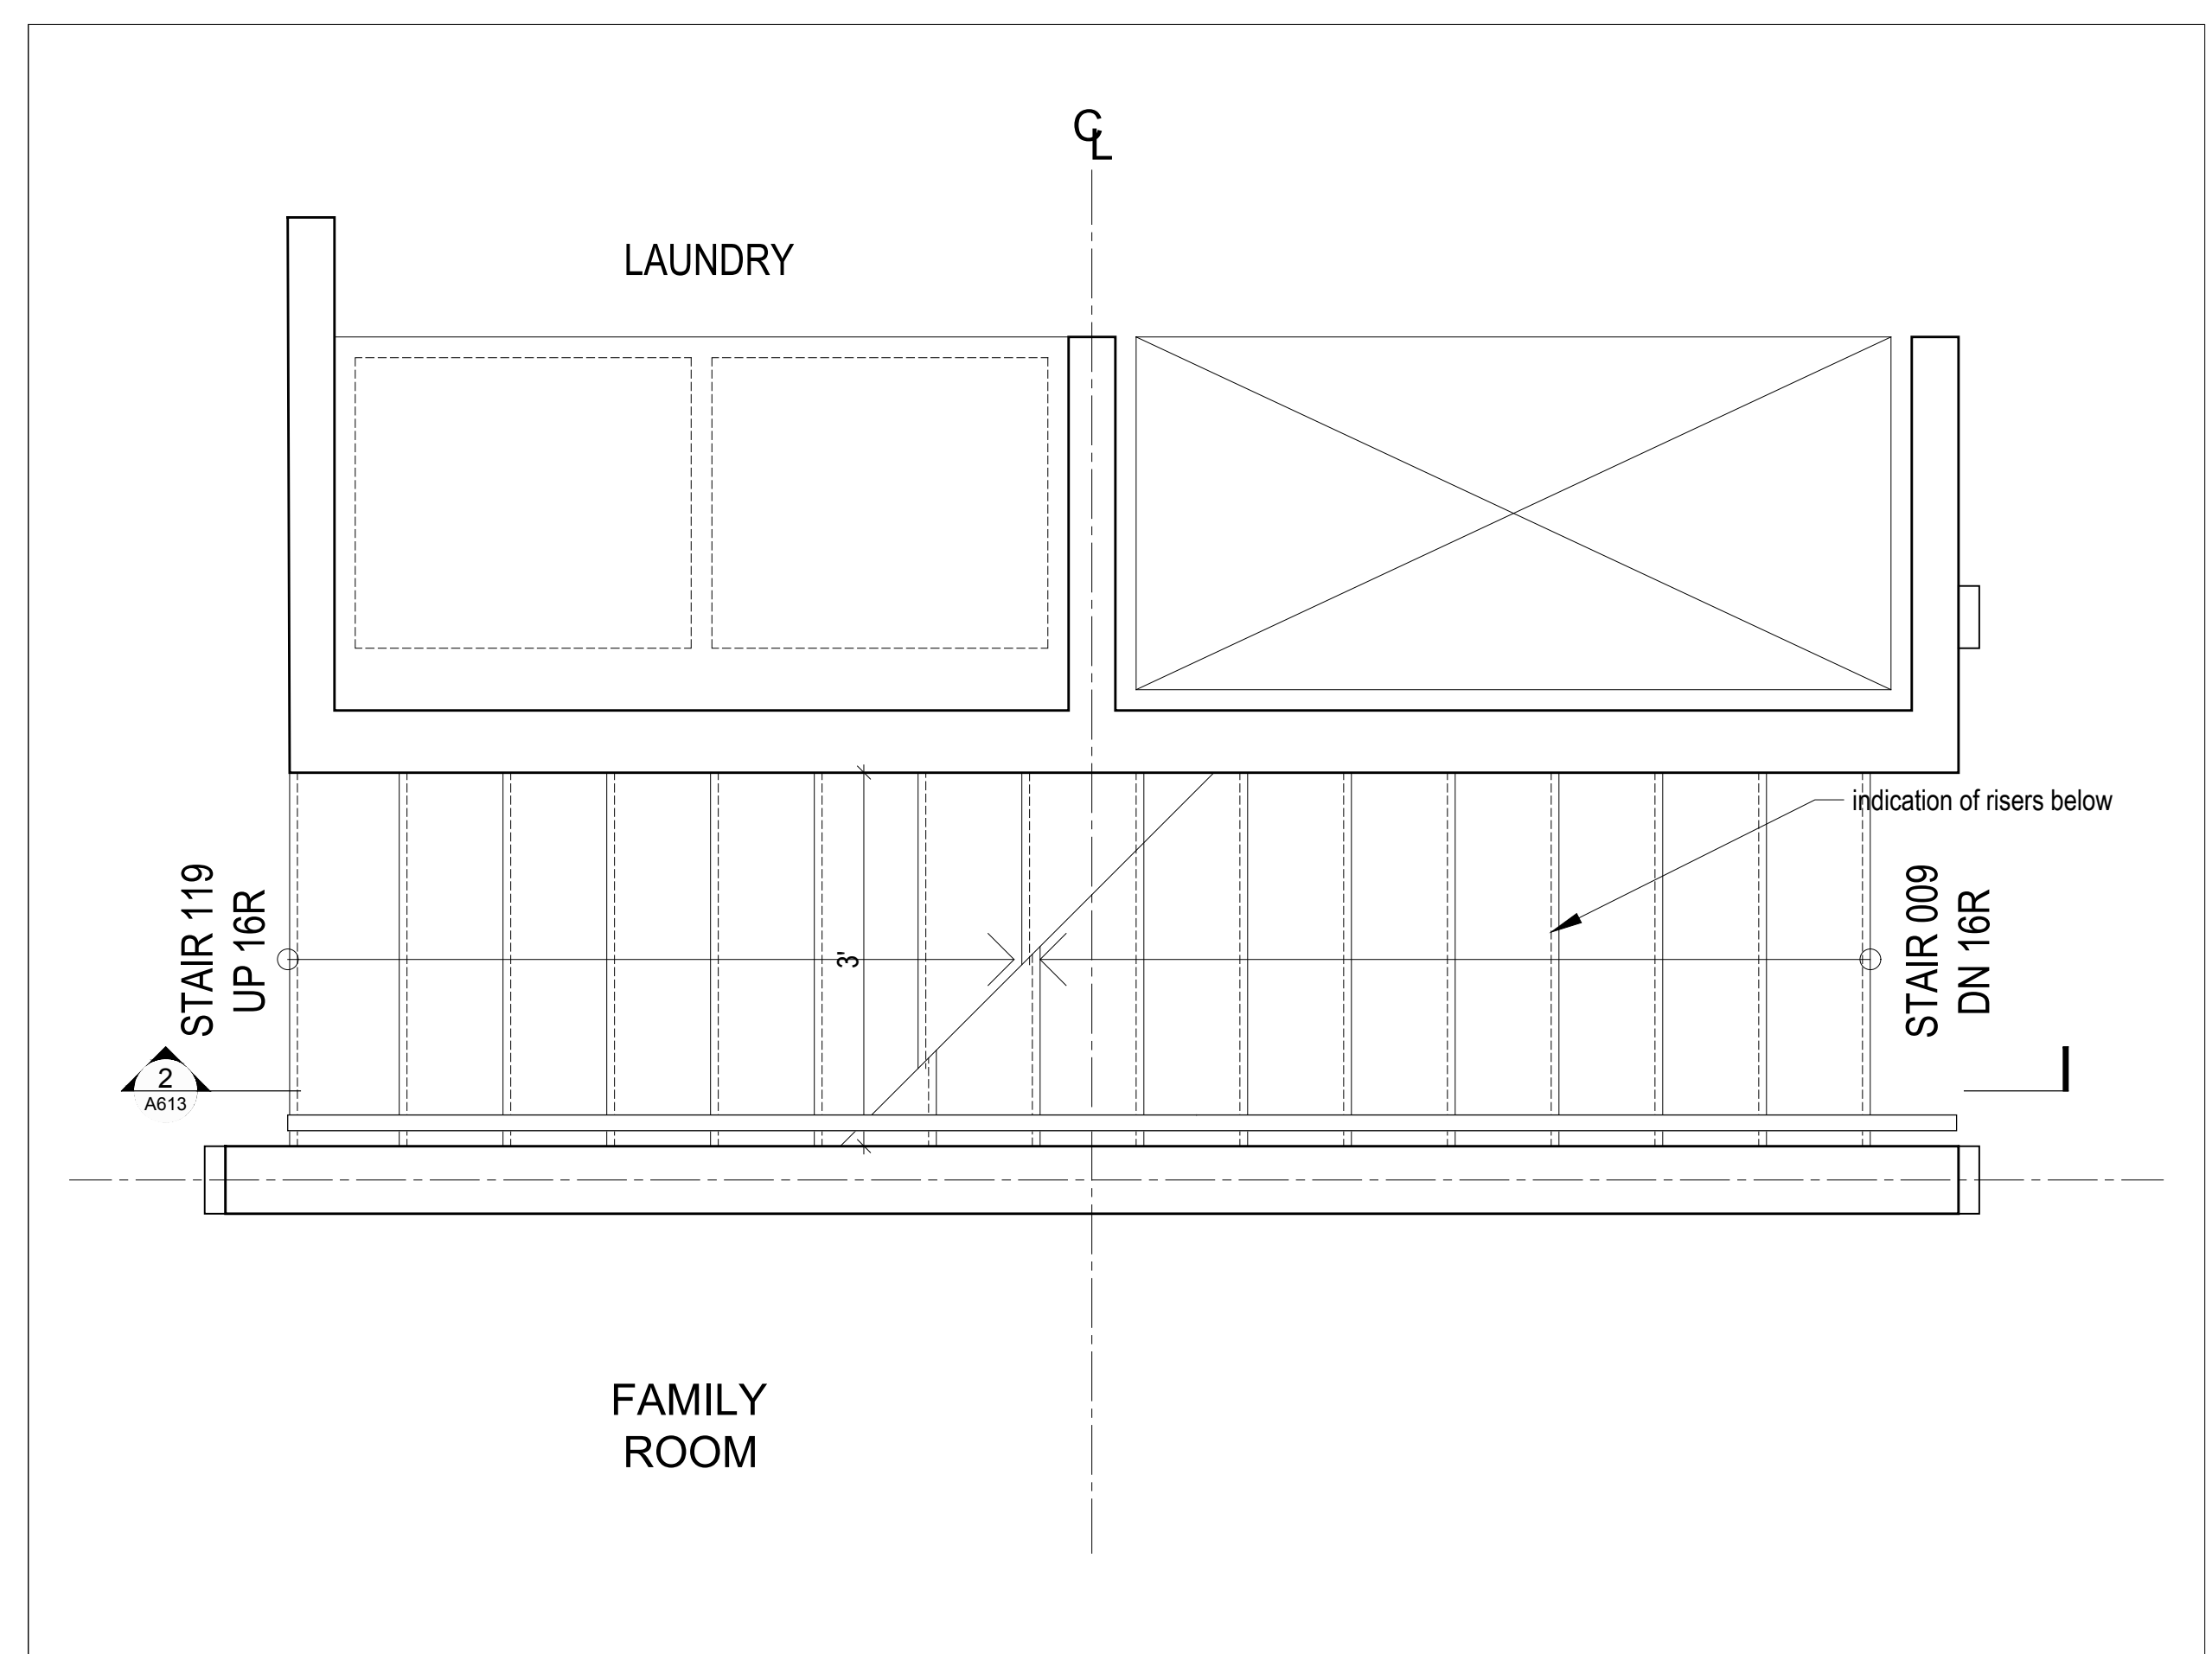 CL
LAUNDRY
indication of risers below
STAIR 119
UP 16R
3'
STAIR 009
DN 16R
2
A613
FAMILY
ROOM